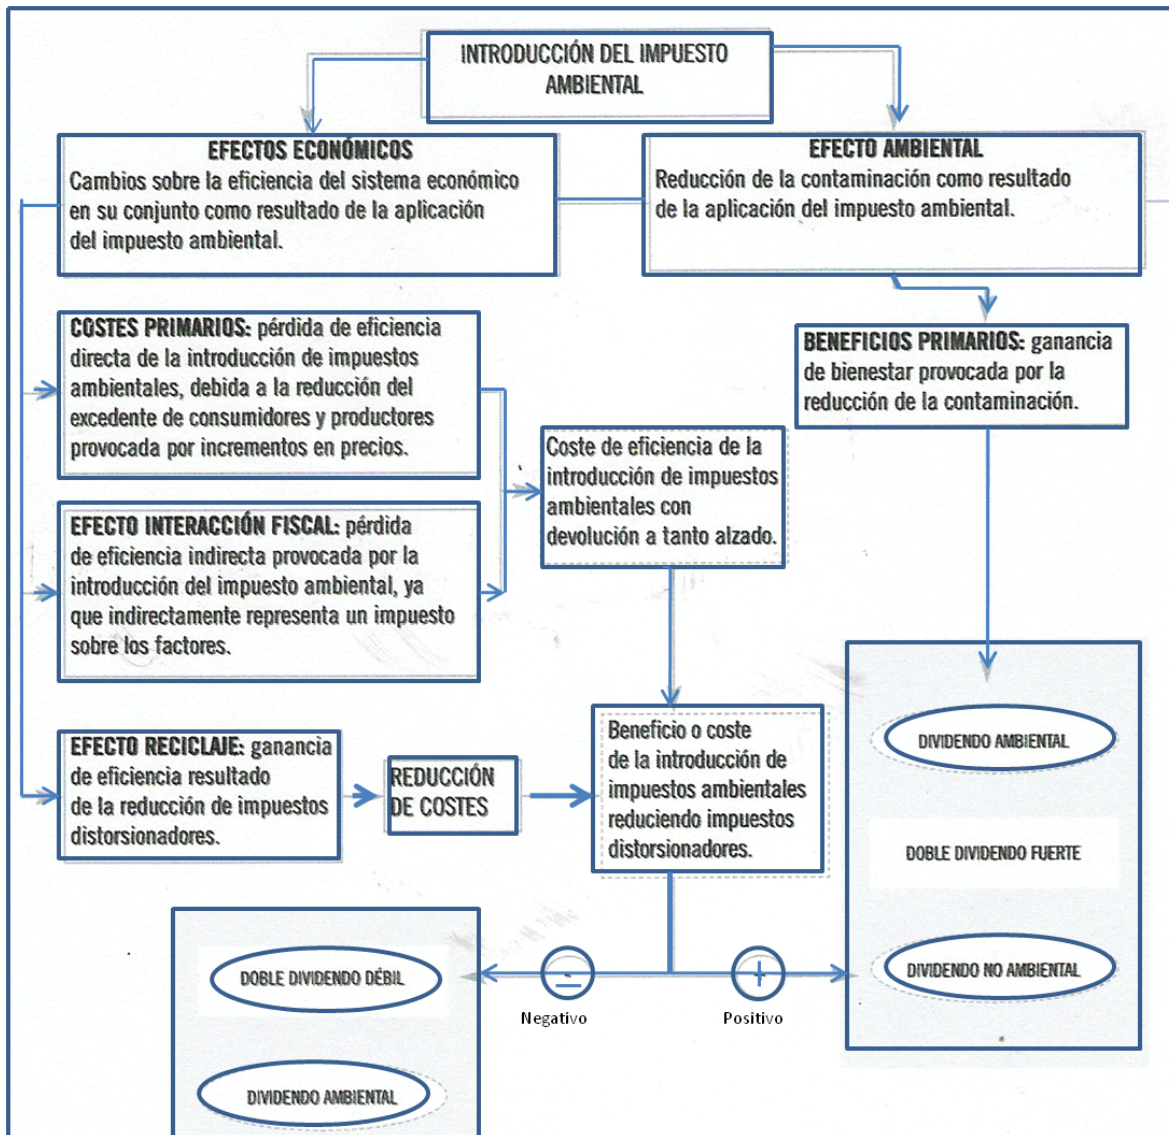 INTRODUCCIÓN DEL IMPUESTO
AMBIENTAL
EFECTOS ECONÓMICOS
Cambios sobre la eficiencia del sistema económico
en su conjunto como resultado de la aplicación
del impuesto ambiental.
EFECTO AMBIENTAL
Reducción de la contaminación como resultado
de la aplicación del impuesto ambiental.
COSTES PRIMARIOS: pérdida de eficiencia
directa de la introducción de impuestos
ambientales, debida a la reducción del
excedente de consumidores y productores
provocada por incrementos en precios.
BENEFICIOS PRIMARIOS: ganancia
de bienestar provocada por la
reducción de la contaminación.
Coste de eficiencia de la
introducción de impuestos
ambientales con
devolución a tanto alzado.
EFECTO INTERACCIÓN FISCAL: pérdida
de eficiencia indirecta provocada por la
introducción del impuesto ambiental, ya
que indirectamente representa un impuesto
sobre los factores.
EFECTO RECICLAJE: ganancia
de eficiencia resultado
de la reducción de impuestos
distorsionadores.
REDUCCIÓN
DE COSTES
Beneficio o coste
de la introducción de
impuestos ambientales
reduciendo impuestos
distorsionadores.
DIVIDENDO AMBIENTAL
DOBLE DIVIDENDO FUERTE
DIVIDENDO NO AMBIENTAL
DOBLE DIVIDENDO DÉBIL
–
+
Negativo
Positivo
DIVIDENDO AMBIENTAL